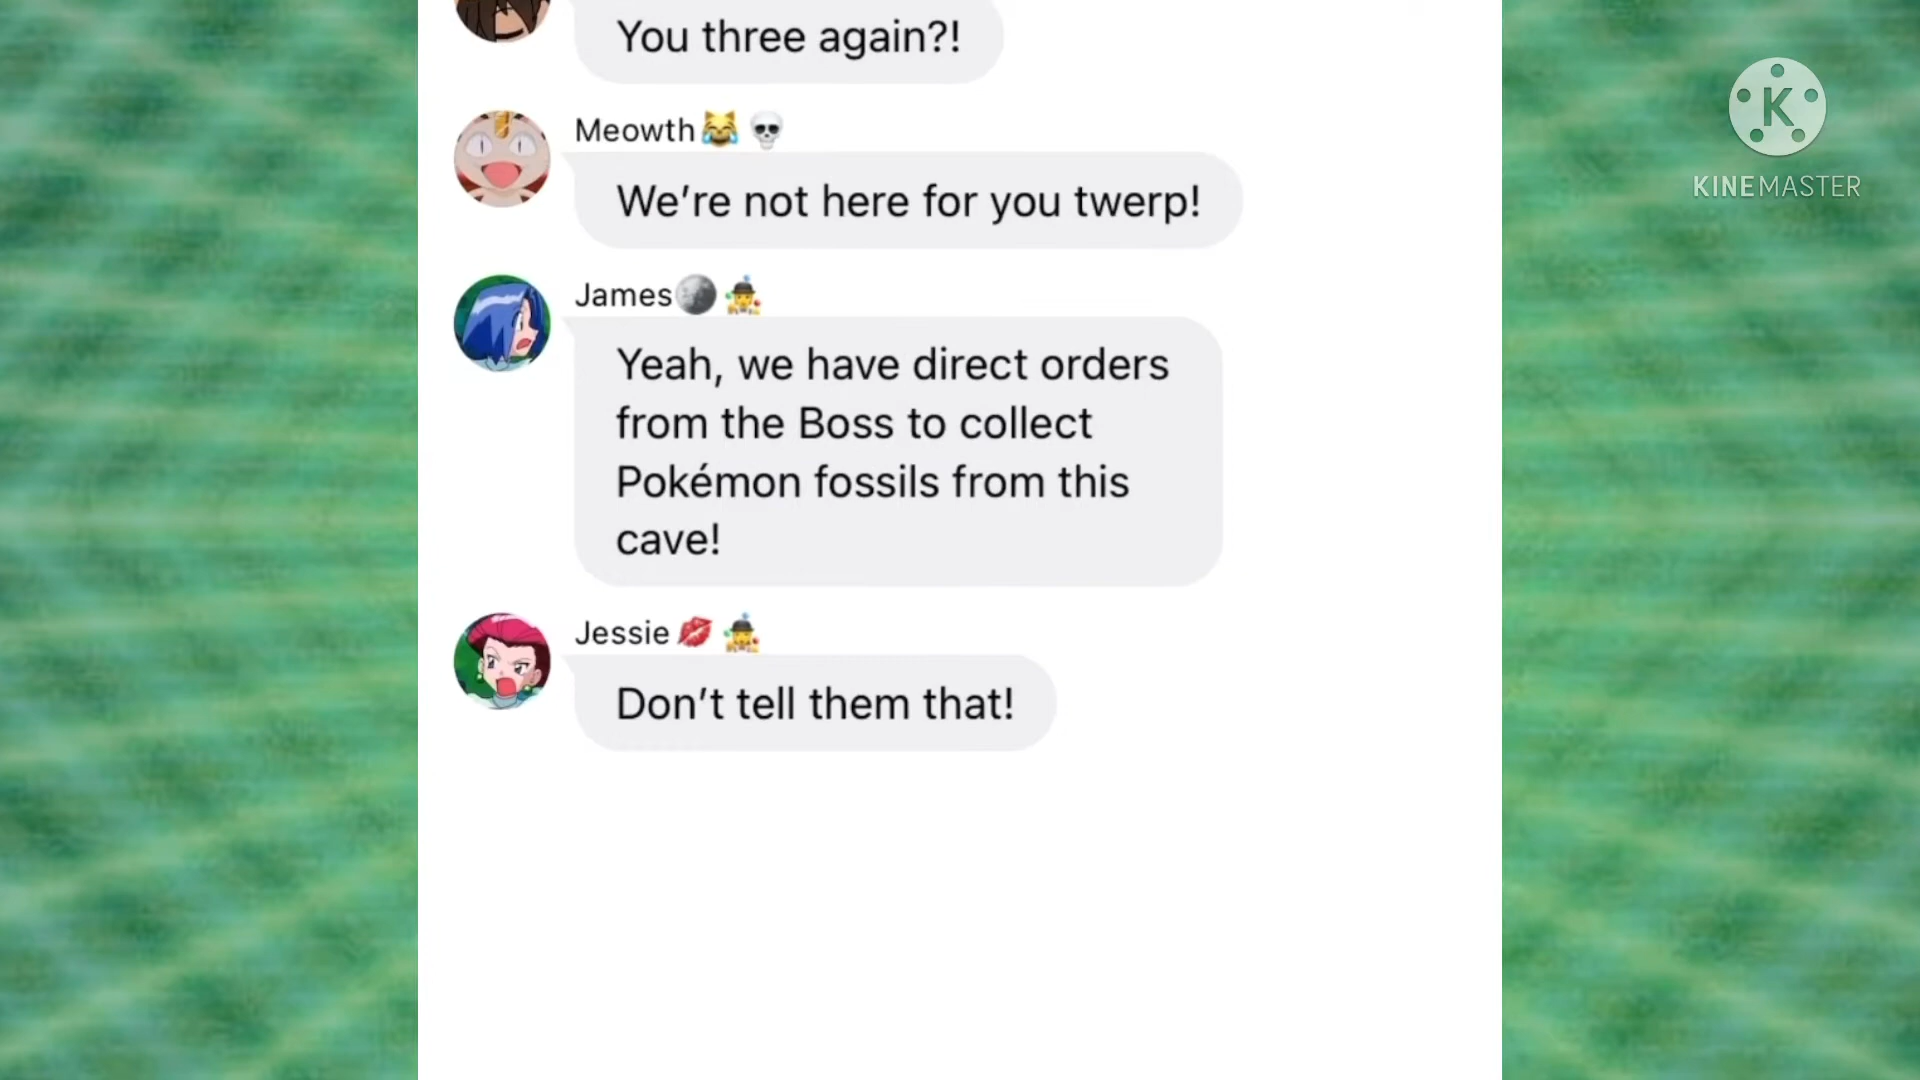 You three again?!
Meowth😹💀
We’re not here for you twerp!
James🌑🤹
Yeah, we have direct orders
from the Boss to collect
Pokémon fossils from this
cave!
Jessie💋🤹
Don’t tell them that!
K
KINEMASTER